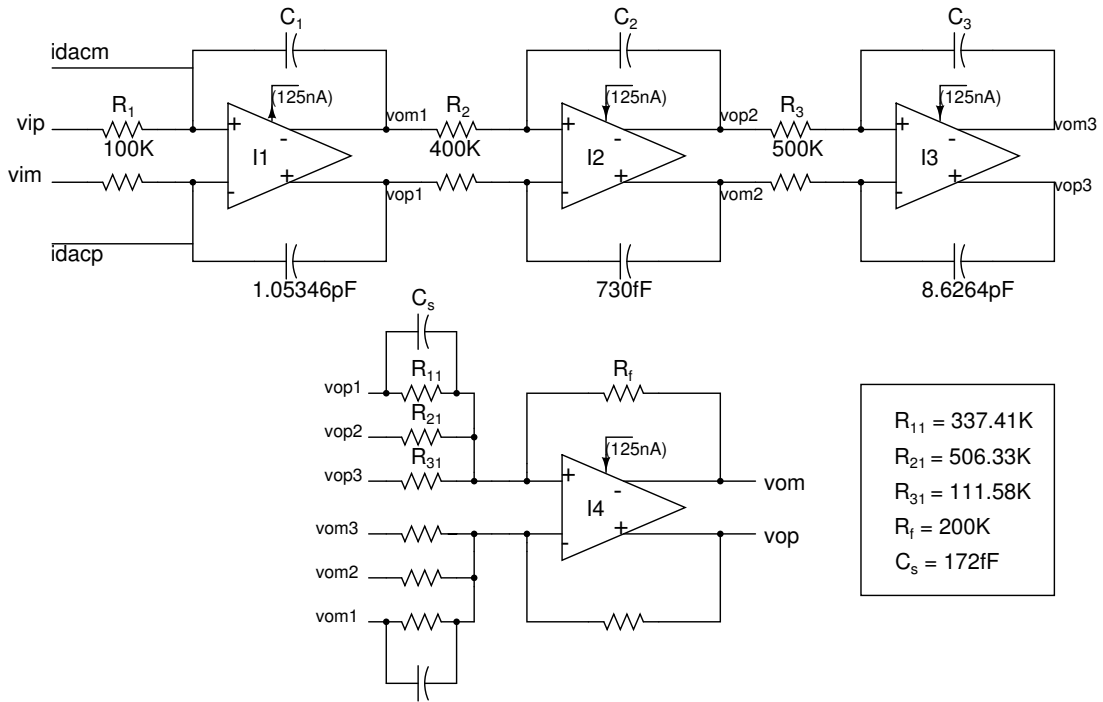 C1
C2
C3
idacm
(125nA)
(125nA)
(125nA)
R1
vom1
R2
vop2
R3
vom3
vip
+
-
+
-
+
-
100K
I1
400K
I2
500K
I3
vim
-
+
-
+
-
+
vop1
vom2
vop3
idacp
1.05346pF
730fF
8.6264pF
Cs
R11
Rf
vop1
R21
vop2
(125nA)
R31
vop3
+
-
vom
I4
vom3
-
+
vop
vom2
vom1
R11 = 337.41K
R21 = 506.33K
R31 = 111.58K
Rf = 200K
Cs = 172fF